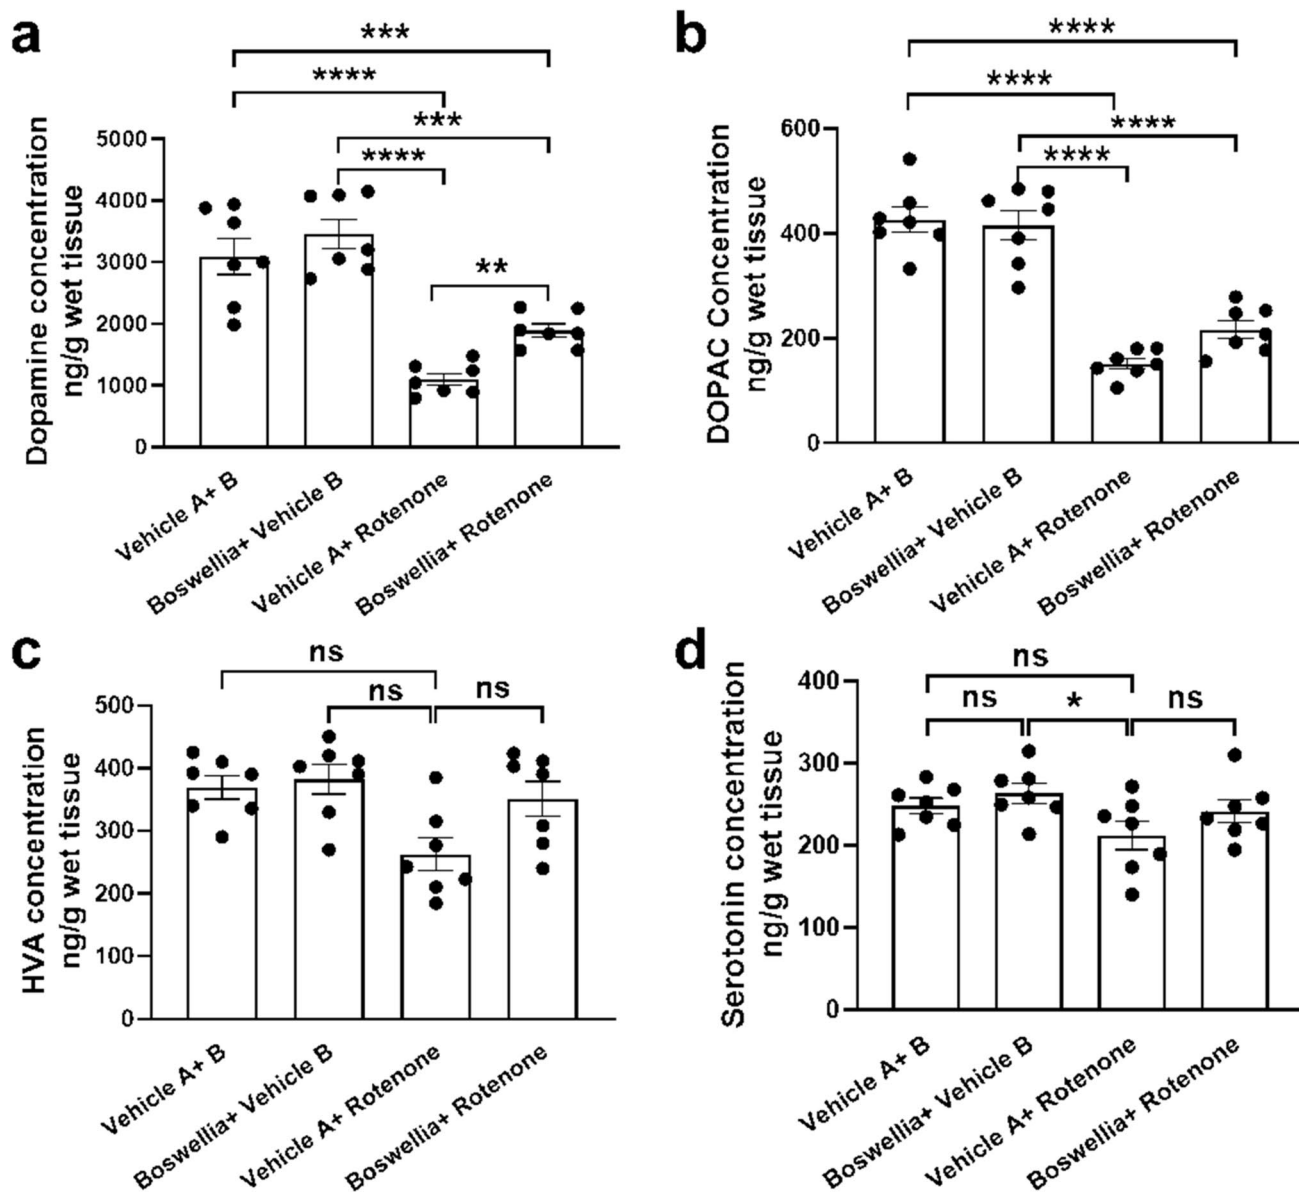 a
***
****
***
****
**
Dopamine concentration
ng/g wet tissue
5000
4000
3000
2000
1000
0
Vehicle A+ B
Boswellia+ Vehicle B
Vehicle A+ Rotenone
Boswellia+ Rotenone
b
****
****
****
****
DOPAC Concentration
ng/g wet tissue
600
400
200
0
Vehicle A+ B
Boswellia+ Vehicle B
Vehicle A+ Rotenone
Boswellia+ Rotenone
c
ns
ns
ns
HVA concentration
ng/g wet tissue
500
400
300
200
100
0
Vehicle A+ B
Boswellia+ Vehicle B
Vehicle A+ Rotenone
Boswellia+ Rotenone
d
ns
ns
*
ns
Serotonin concentration
ng/g wet tissue
400
300
200
100
0
Vehicle A+ B
Boswellia+ Vehicle B
Vehicle A+ Rotenone
Boswellia+ Rotenone